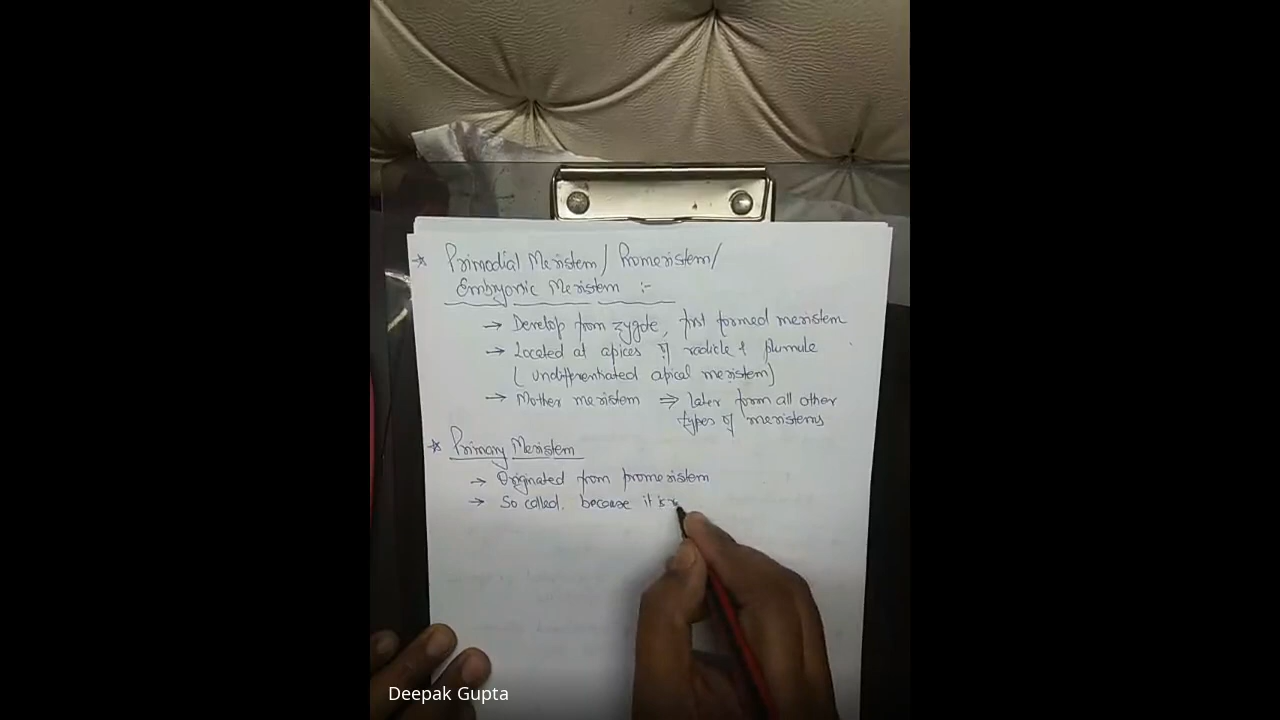 Primodial Meristem / Promeristem /
Embryonic Meristem :-
→ Develop from zygote, first formed meristem
→ Located at apices of radicle & plumule
( undifferentiated apical meristem)
→ Mother meristem ⇒ later form all other
types of meristems
Primary Meristem
→ Originated from promeristem
→ So called, because it is
Deepak Gupta